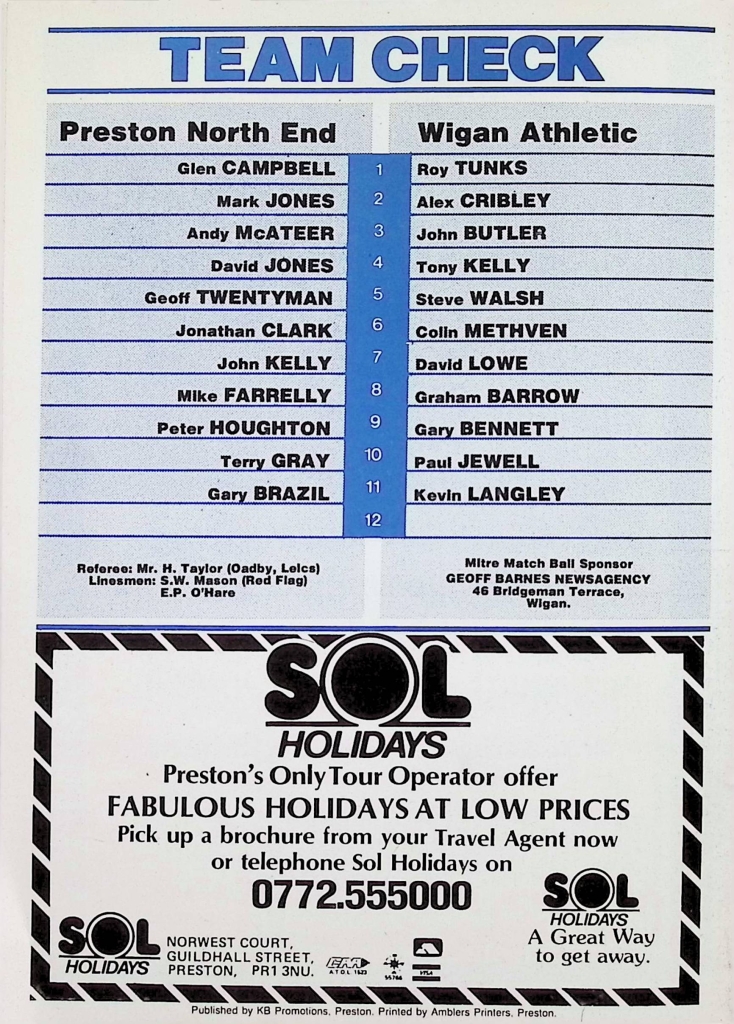 TEAM CHECK
Preston North End
Wigan Athletic
Glen CAMPBELL 1 Roy TUNKS
Mark JONES 2 Alex CRIBLEY
Andy McATEER 3 John BUTLER
David JONES 4 Tony KELLY
Geoff TWENTYMAN 5 Steve WALSH
Jonathan CLARK 6 Colin METHVEN
John KELLY 7 David LOWE
Mike FARRELLY 8 Graham BARROW
Peter HOUGHTON 9 Gary BENNETT
Terry GRAY 10 Paul JEWELL
Gary BRAZIL 11 Kevin LANGLEY
12
Referee: Mr. H. Taylor (Oadby, Leics)
Linesmen: S.W. Mason (Red Flag)
E.P. O'Hare
Mitre Match Ball Sponsor
GEOFF BARNES NEWSAGENCY
46 Bridgeman Terrace,
Wigan.
SOL
HOLIDAYS
Preston's Only Tour Operator offer
FABULOUS HOLIDAYS AT LOW PRICES
Pick up a brochure from your Travel Agent now
or telephone Sol Holidays on
0772.555000
SOL
HOLIDAYS
NORWEST COURT,
GUILDHALL STREET,
PRESTON, PR1 3NU.
CAA
A.T.O.L. 1523
VISA
SOL
HOLIDAYS
A Great Way
to get away.
Published by KB Promotions, Preston. Printed by Amblers Printers, Preston.